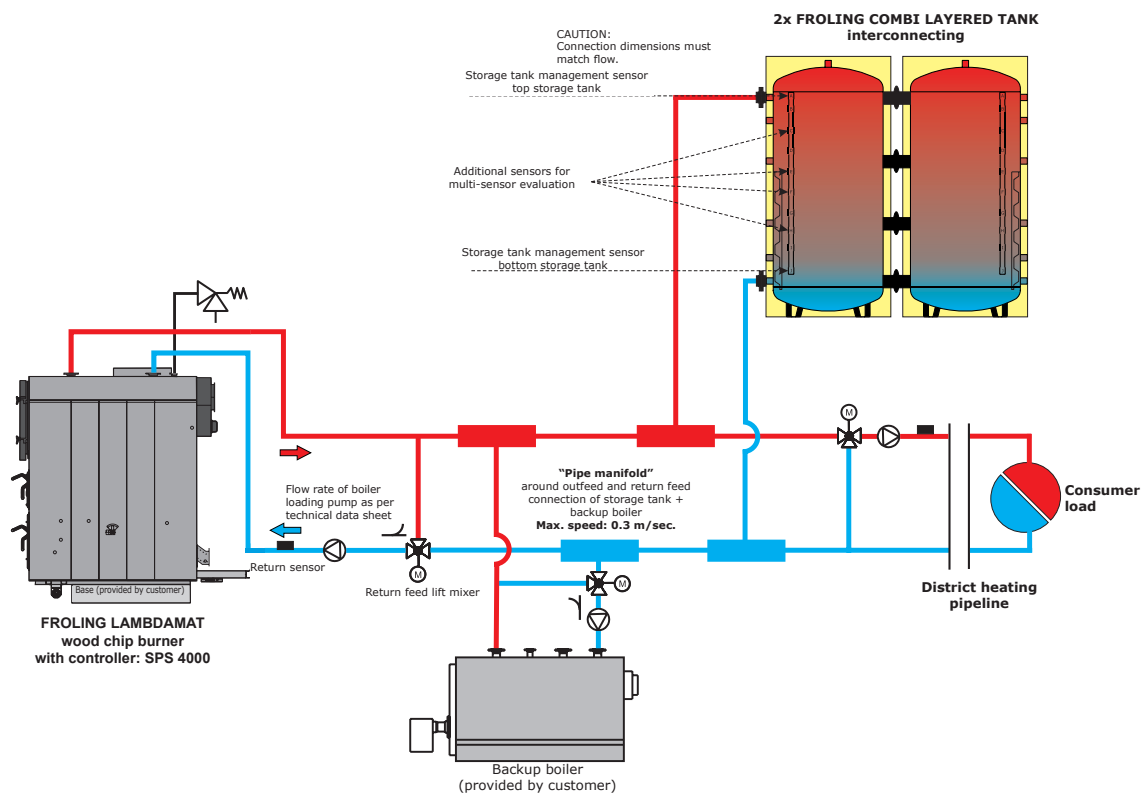 2x FROLING COMBI LAYERED TANK
interconnecting
CAUTION:
Connection dimensions must
match flow.
Storage tank management sensor
top storage tank
Additional sensors for
multi-sensor evaluation
Storage tank management sensor
bottom storage tank
M
"Pipe manifold"
around outfeed and return feed
connection of storage tank +
backup boiler
Max. speed: 0.3 m/sec.
Consumer
load
Flow rate of boiler
loading pump as per
technical data sheet
Return sensor
M
Return feed lift mixer
M
District heating
pipeline
Base (provided by customer)
FROLING LAMBDAMAT
wood chip burner
with controller: SPS 4000
Backup boiler
(provided by customer)